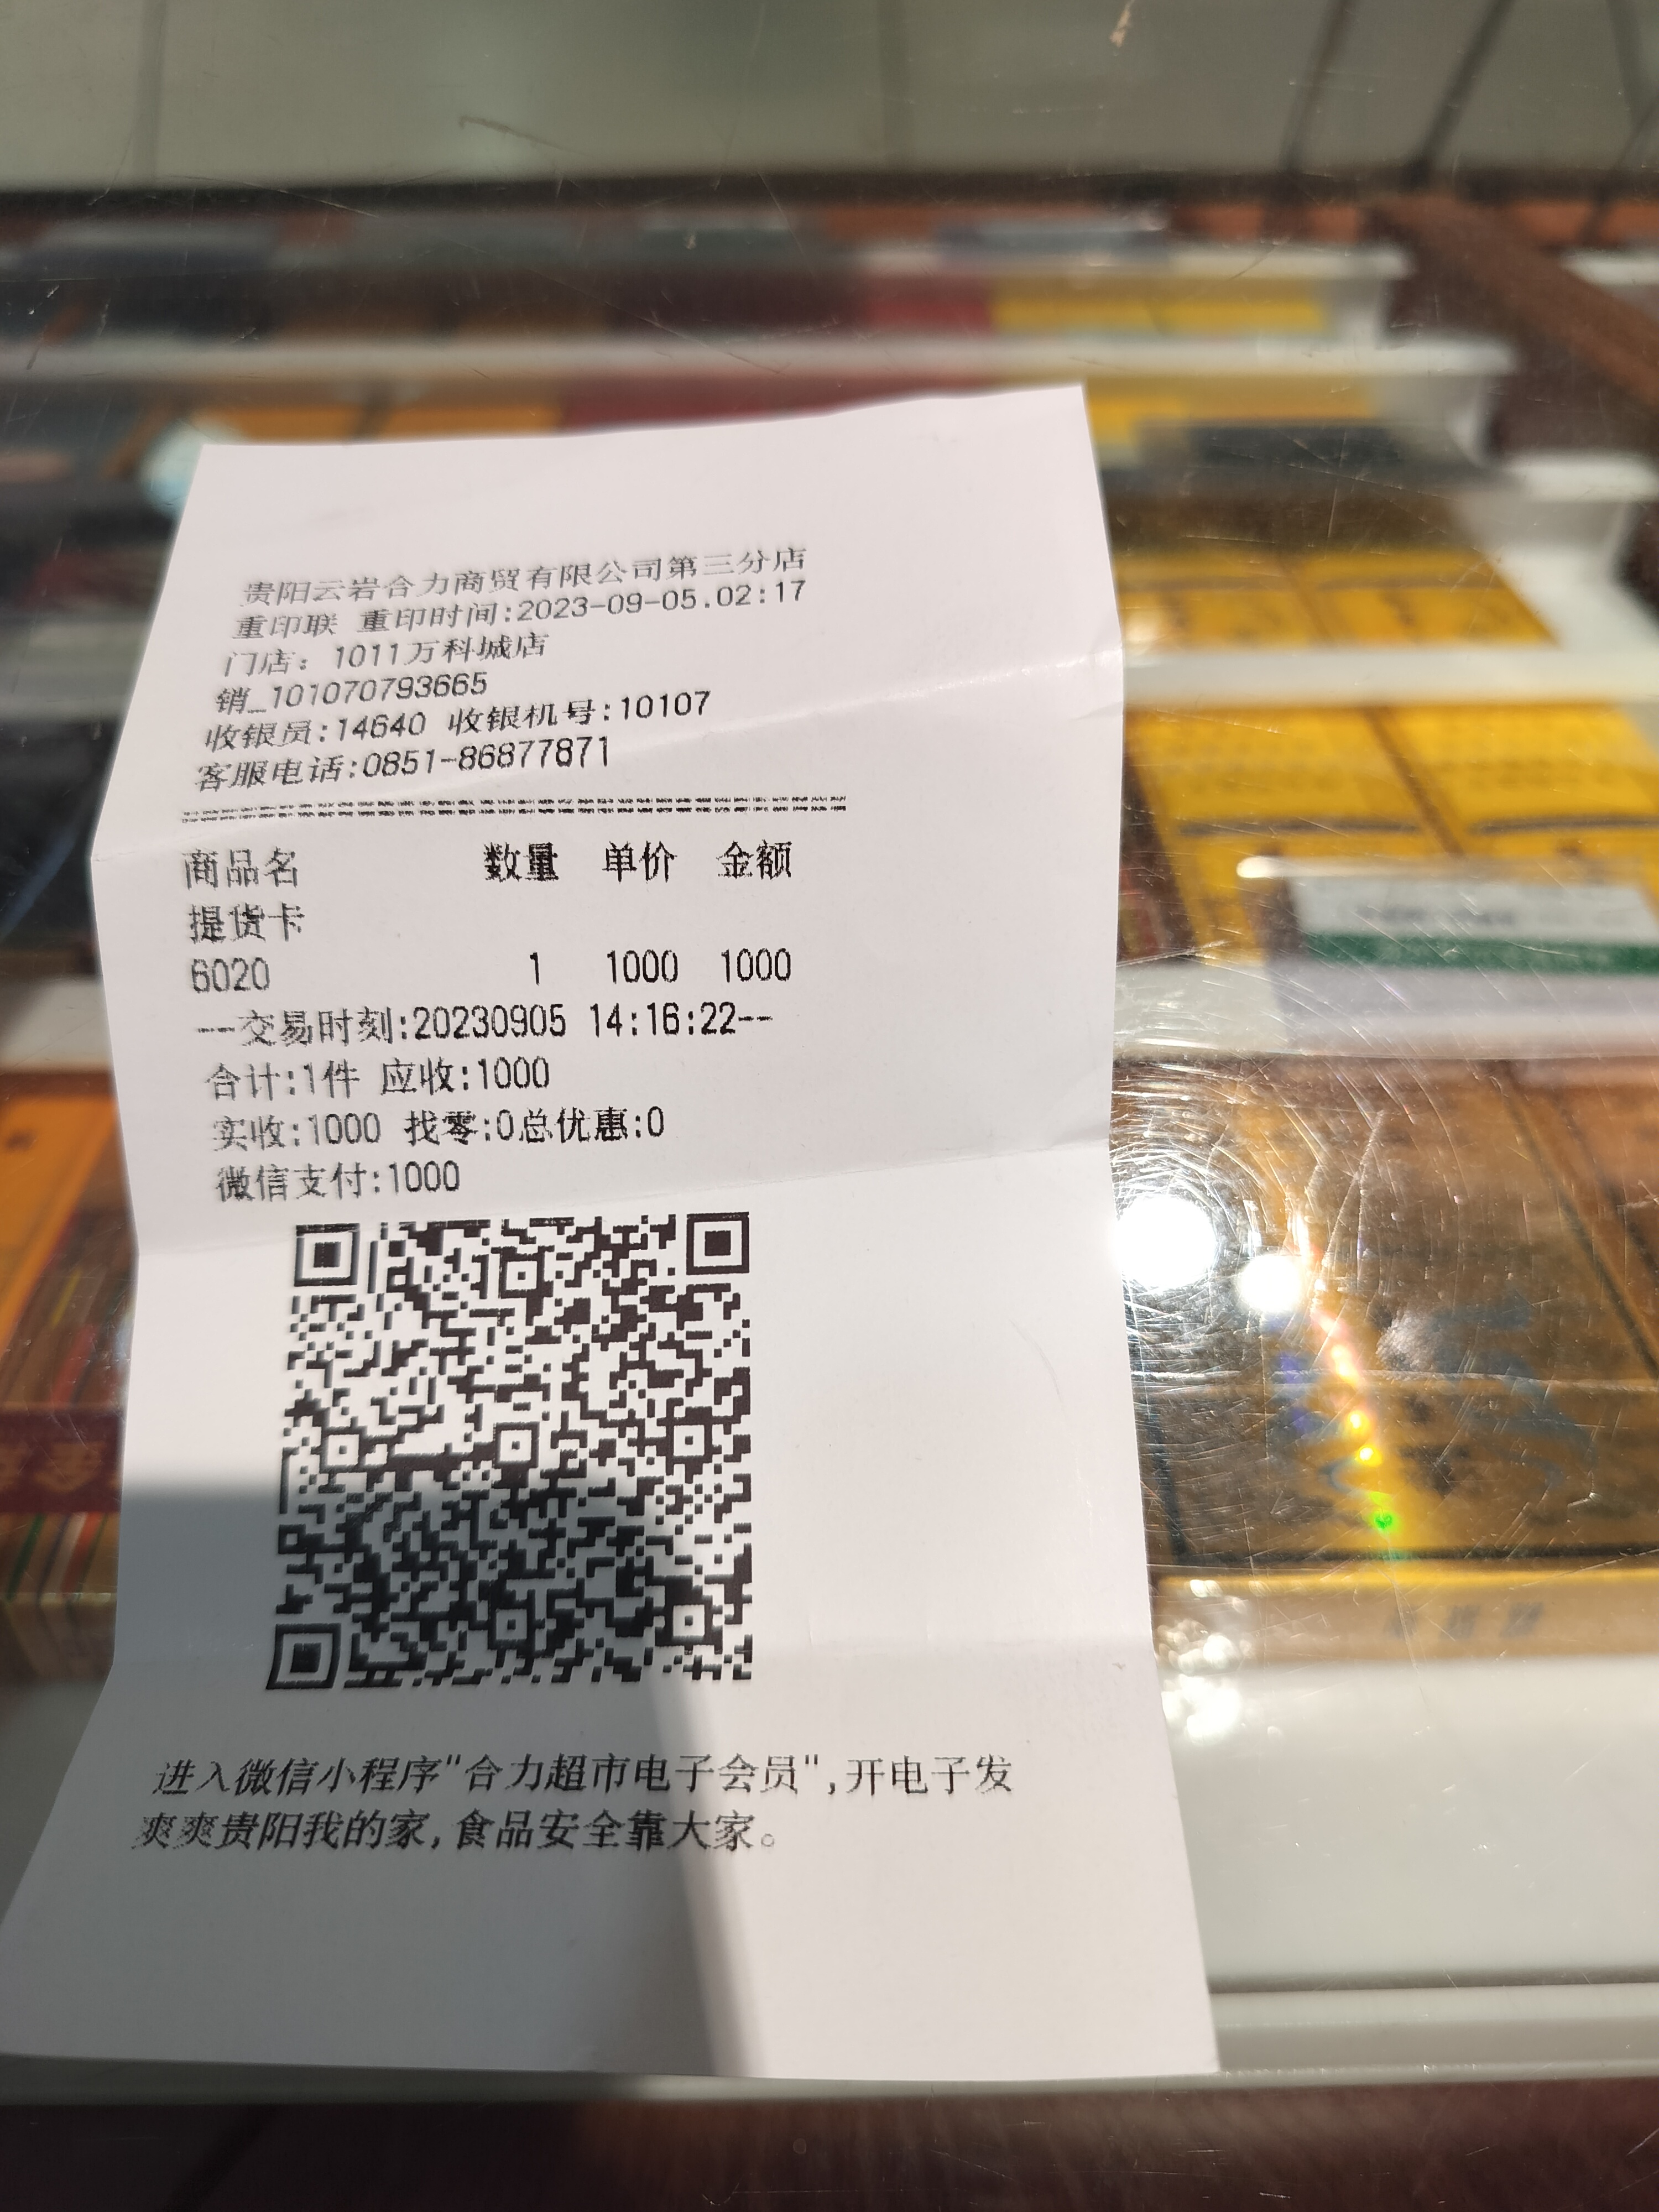 贵阳云岩合力商贸有限公司第三分店
重印联 重印时间:2023-09-05.02:17
门店：1011万科城店
销_101070793665
收银员:14640 收银机号:10107
客服电话:0851-86877871
商品名 数量 单价 金额
提货卡
6020 1 1000 1000
--交易时刻:20230905 14:16:22--
合计:1件 应收:1000
实收:1000 找零:0总优惠:0
微信支付:1000
进入微信小程序"合力超市电子会员",开电子发
爽爽贵阳我的家,食品安全靠大家。